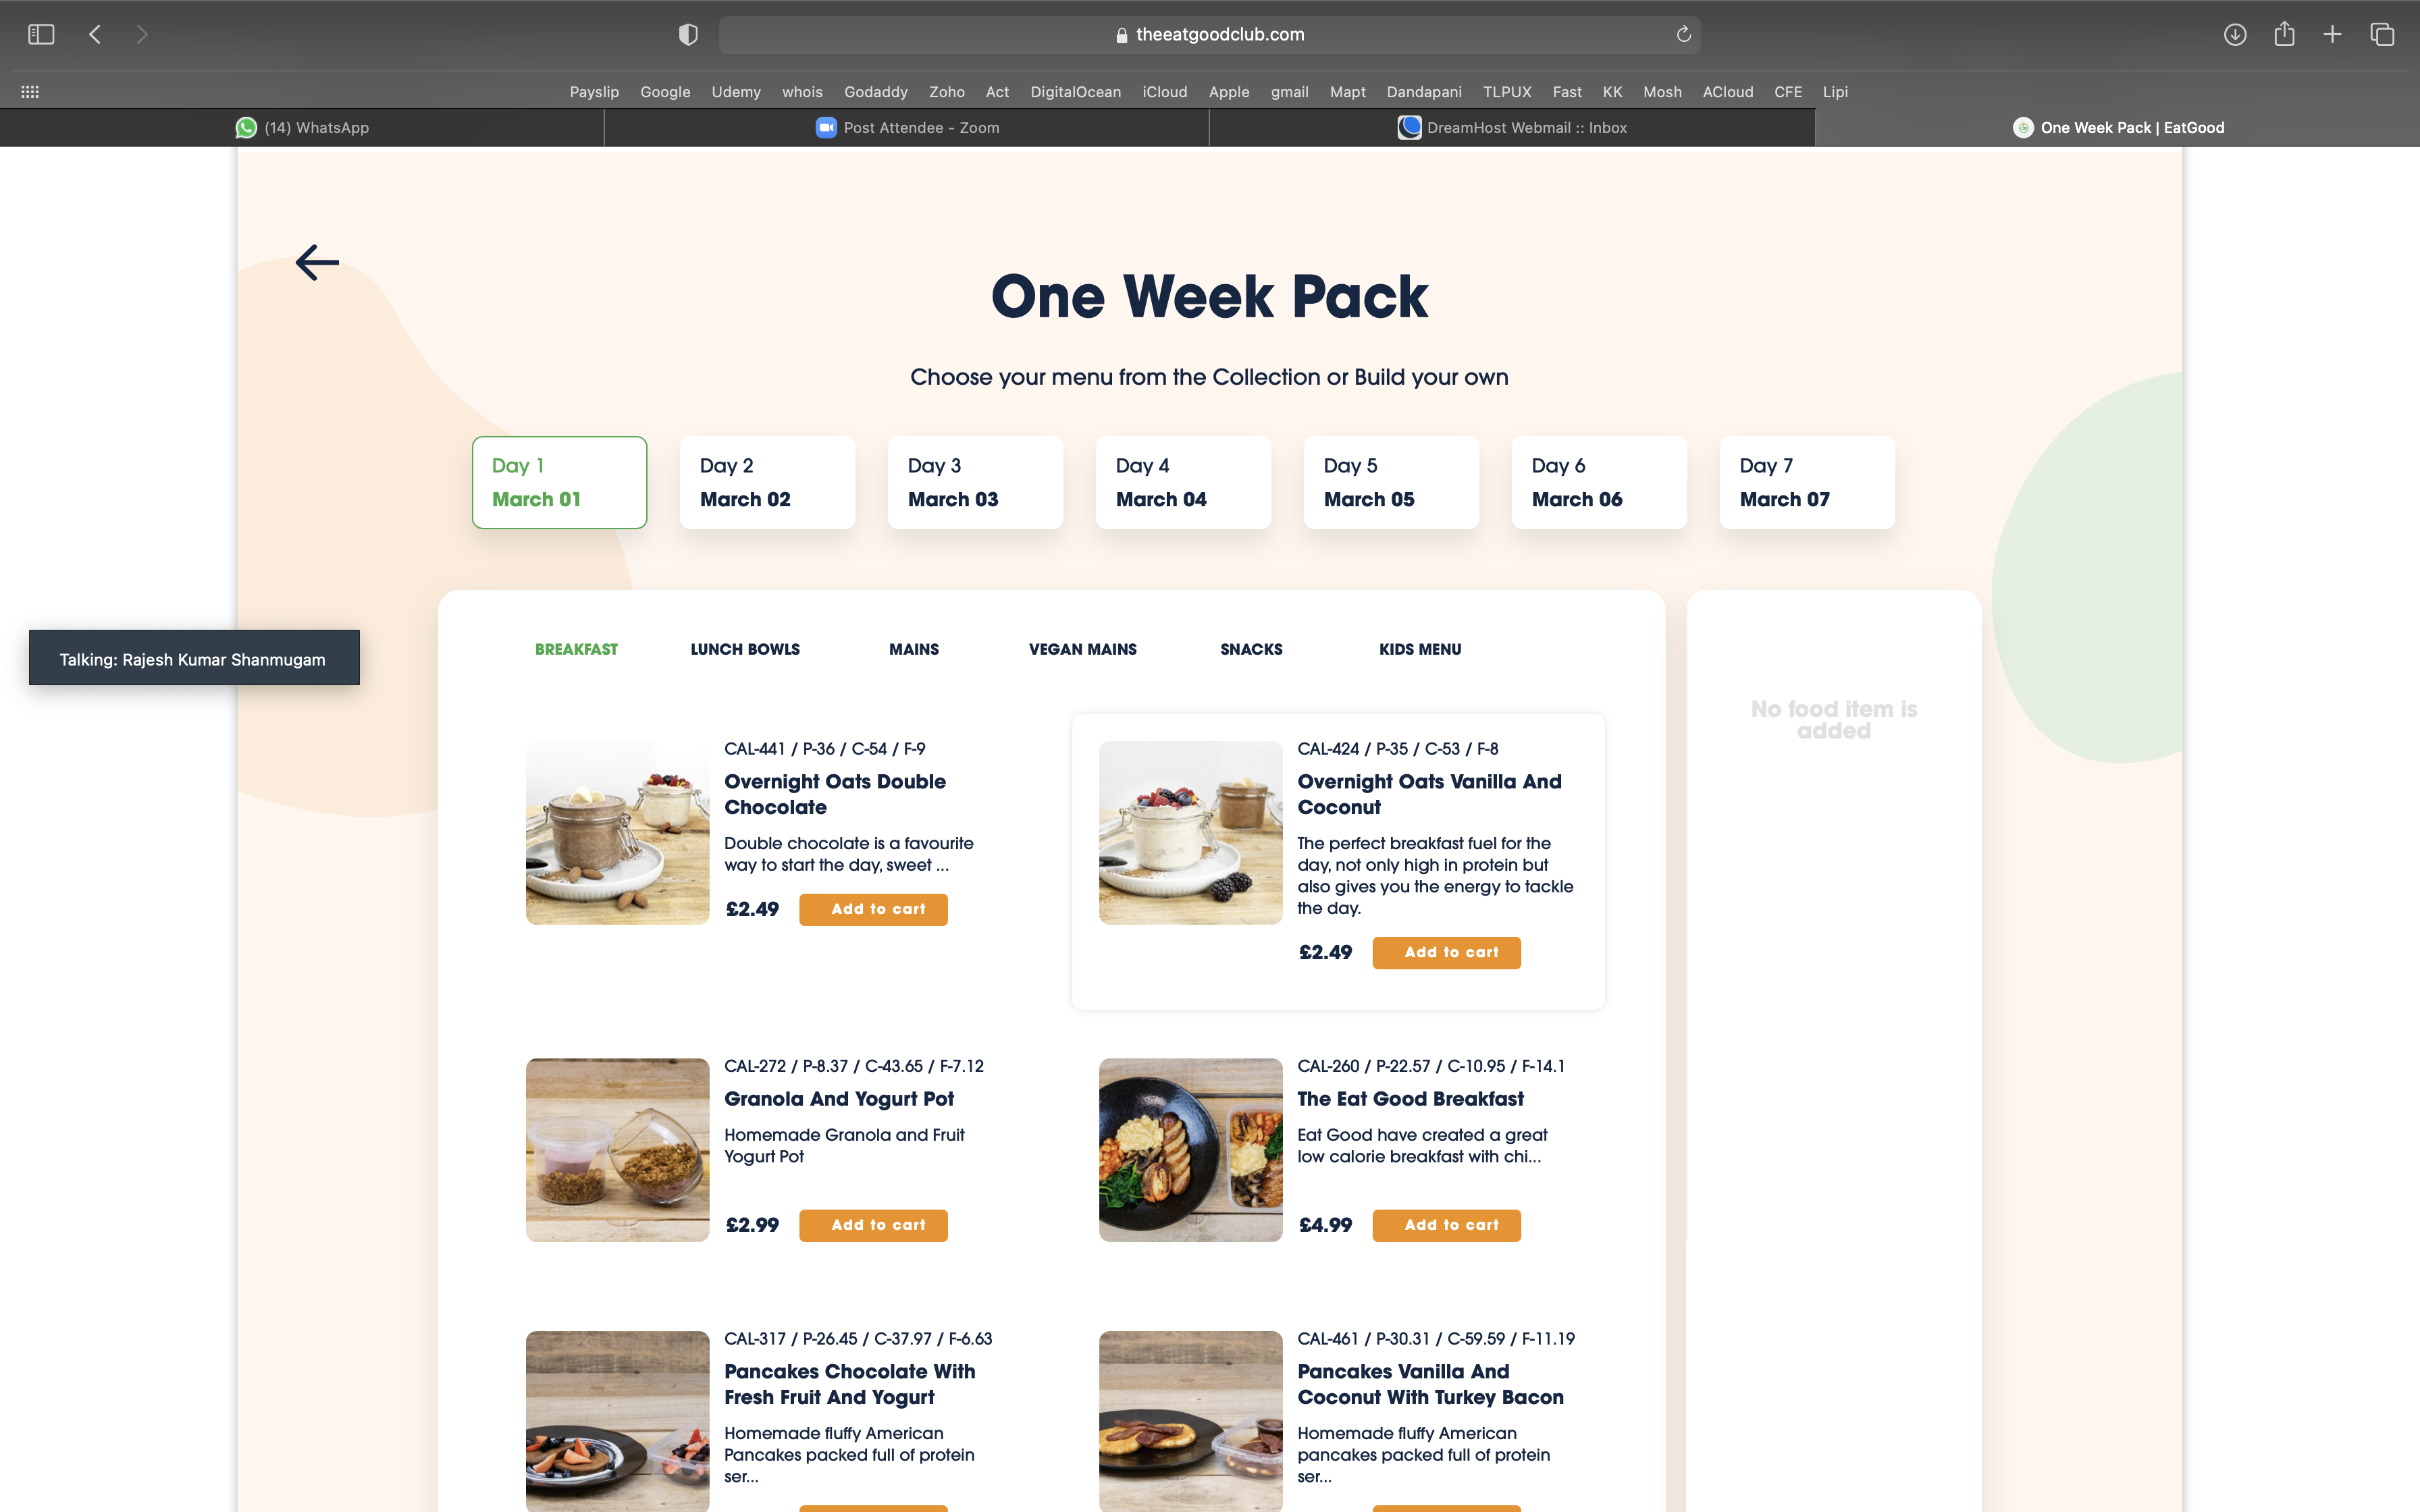 theeatgoodclub.com
Payslip Google Udemy whois Godaddy Zoho Act DigitalOcean iCloud Apple gmail Mapt Dandapani TLPUX Fast KK Mosh ACloud CFE Lipi
(14) WhatsApp
Post Attendee - Zoom
DreamHost Webmail :: Inbox
One Week Pack | EatGood
One Week Pack
Choose your menu from the Collection or Build your own
Day 1
March 01
Day 2
March 02
Day 3
March 03
Day 4
March 04
Day 5
March 05
Day 6
March 06
Day 7
March 07
Talking: Rajesh Kumar Shanmugam
BREAKFAST LUNCH BOWLS MAINS VEGAN MAINS SNACKS KIDS MENU
CAL-441 / P-36 / C-54 / F-9
Overnight Oats Double
Chocolate
Double chocolate is a favourite
way to start the day, sweet ...
£2.49 Add to cart
CAL-424 / P-35 / C-53 / F-8
Overnight Oats Vanilla And
Coconut
The perfect breakfast fuel for the
day, not only high in protein but
also gives you the energy to tackle
the day.
£2.49 Add to cart
No food item is
added
CAL-272 / P-8.37 / C-43.65 / F-7.12
Granola And Yogurt Pot
Homemade Granola and Fruit
Yogurt Pot
£2.99 Add to cart
CAL-260 / P-22.57 / C-10.95 / F-14.1
The Eat Good Breakfast
Eat Good have created a great
low calorie breakfast with chi...
£4.99 Add to cart
CAL-317 / P-26.45 / C-37.97 / F-6.63
Pancakes Chocolate With
Fresh Fruit And Yogurt
Homemade fluffy American
Pancakes packed full of protein
ser...
CAL-461 / P-30.31 / C-59.59 / F-11.19
Pancakes Vanilla And
Coconut With Turkey Bacon
Homemade fluffy American
pancakes packed full of protein
ser...